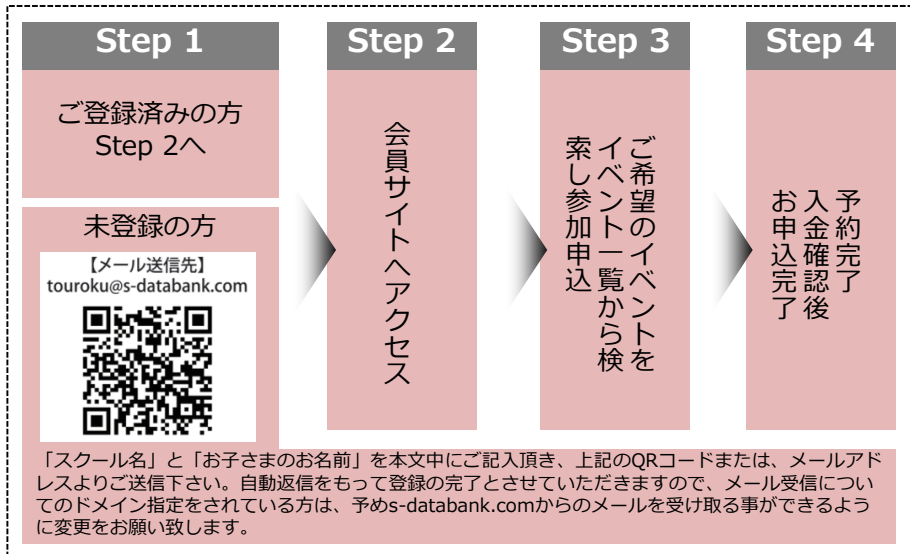 Step 1
ご登録済みの方
Step 2へ
未登録の方
【メール送信先】
touroku@s-databank.com
Step 2
会員サイトへアクセス
Step 3
ご希望のイベントを
イベント一覧から検
索し参加申込
Step 4
予約完了
入金確認後
お申込完了
「スクール名」と「お子さまのお名前」を本文中にご記入頂き、上記のQRコードまたは、メールアド
レスよりご送信下さい。自動返信をもって登録の完了とさせていただきますので、メール受信につい
てのドメイン指定をされている方は、予めs-databank.comからのメールを受け取る事ができるよう
に変更をお願い致します。